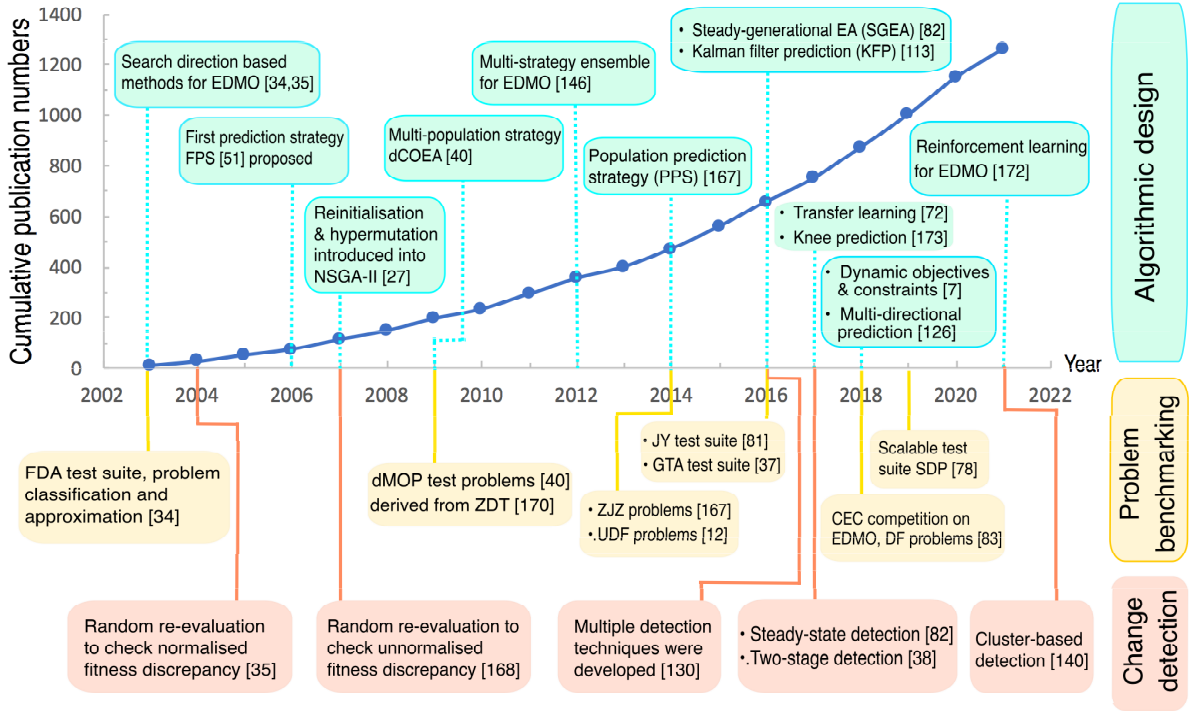 Cumulative publication numbers
1400
1200
1000
800
600
400
200
0
Search direction based
methods for EDMO [34,35]
First prediction strategy
FPS [51] proposed
Reinitialisation
& hypermutation
introduced into
NSGA-II [27]
Multi-population strategy
dCOEA [40]
Multi-strategy ensemble
for EDMO [146]
Population prediction
strategy (PPS) [167]
• Steady-generational EA (SGEA) [82]
• Kalman filter prediction (KFP) [113]
• Transfer learning [72]
• Knee prediction [173]
• Dynamic objectives
& constraints [7]
• Multi-directional
prediction [126]
Reinforcement learning
for EDMO [172]
Algorithmic design
Year
2002
2004
2006
2008
2010
2012
2014
2016
2018
2020
2022
FDA test suite, problem
classification and
approximation [34]
dMOP test problems [40]
derived from ZDT [170]
• ZJZ problems [167]
•.UDF problems [12]
• JY test suite [81]
• GTA test suite [37]
CEC competition on
EDMO, DF problems [83]
Scalable test
suite SDP [78]
Problem
benchmarking
Random re-evaluation
to check normalised
fitness discrepancy [35]
Random re-evaluation to
check unnormalised
fitness discrepancy [168]
Multiple detection
techniques were
developed [130]
• Steady-state detection [82]
•.Two-stage detection [38]
Cluster-based
detection [140]
Change
detection